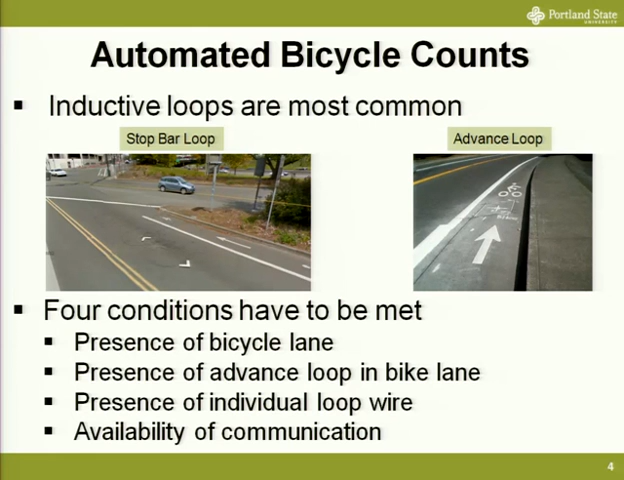 Portland State
UNIVERSITY
Automated Bicycle Counts
▪ Inductive loops are most common
Stop Bar Loop
Advance Loop
▪ Four conditions have to be met
▪ Presence of bicycle lane
▪ Presence of advance loop in bike lane
▪ Presence of individual loop wire
▪ Availability of communication
4